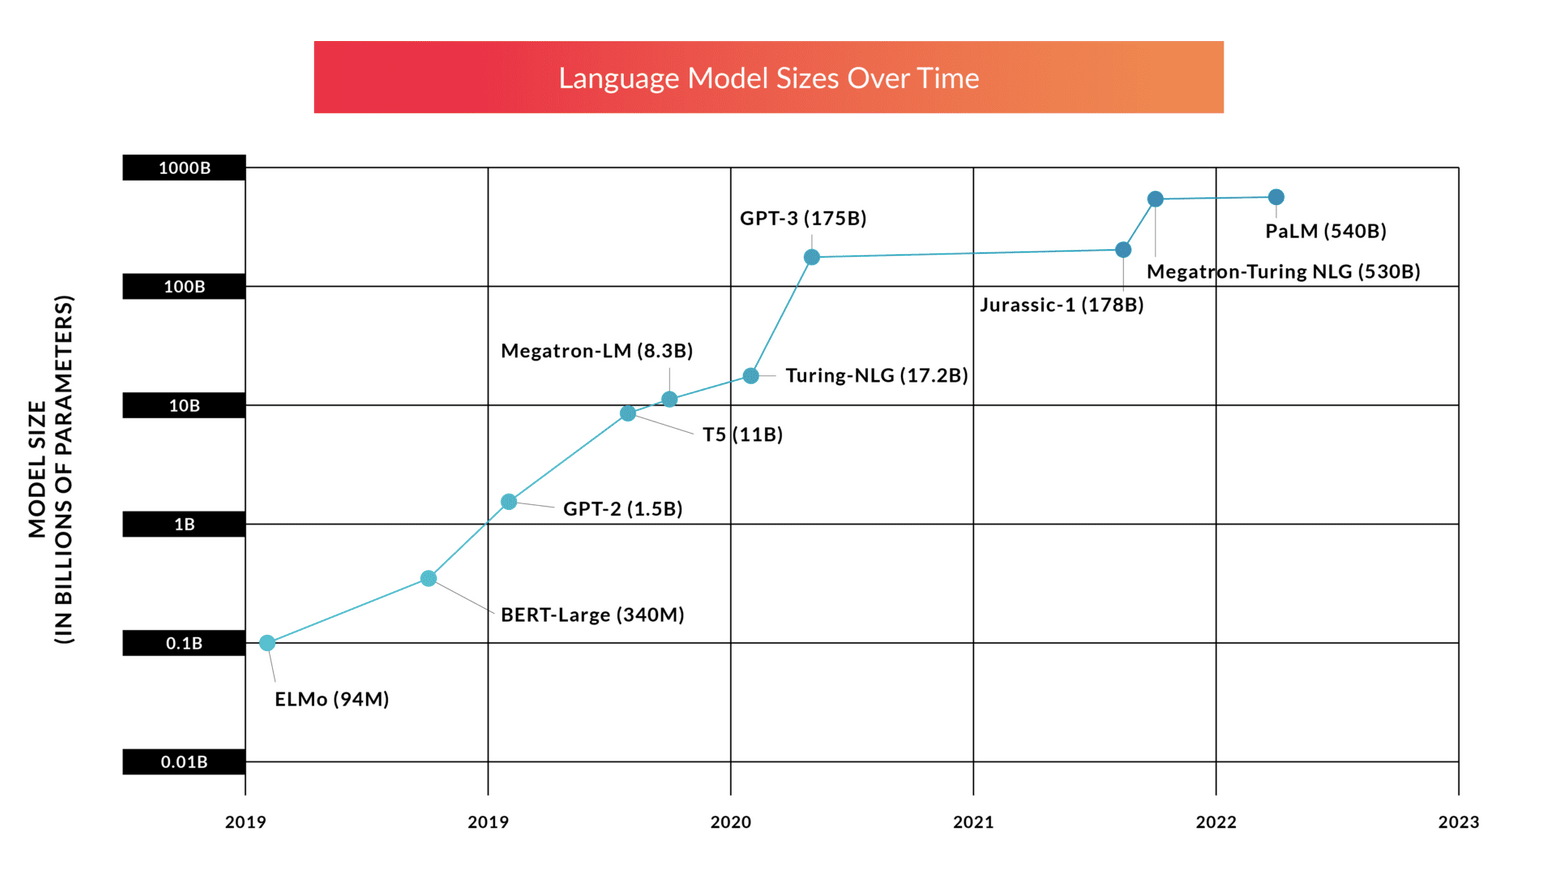 Language Model Sizes Over Time
MODEL SIZE
(IN BILLIONS OF PARAMETERS)
1000B
100B
10B
1B
0.1B
0.01B
GPT-3 (175B)
PaLM (540B)
Megatron-Turing NLG (530B)
Jurassic-1 (178B)
Megatron-LM (8.3B)
Turing-NLG (17.2B)
T5 (11B)
GPT-2 (1.5B)
BERT-Large (340M)
ELMo (94M)
2019
2019
2020
2021
2022
2023